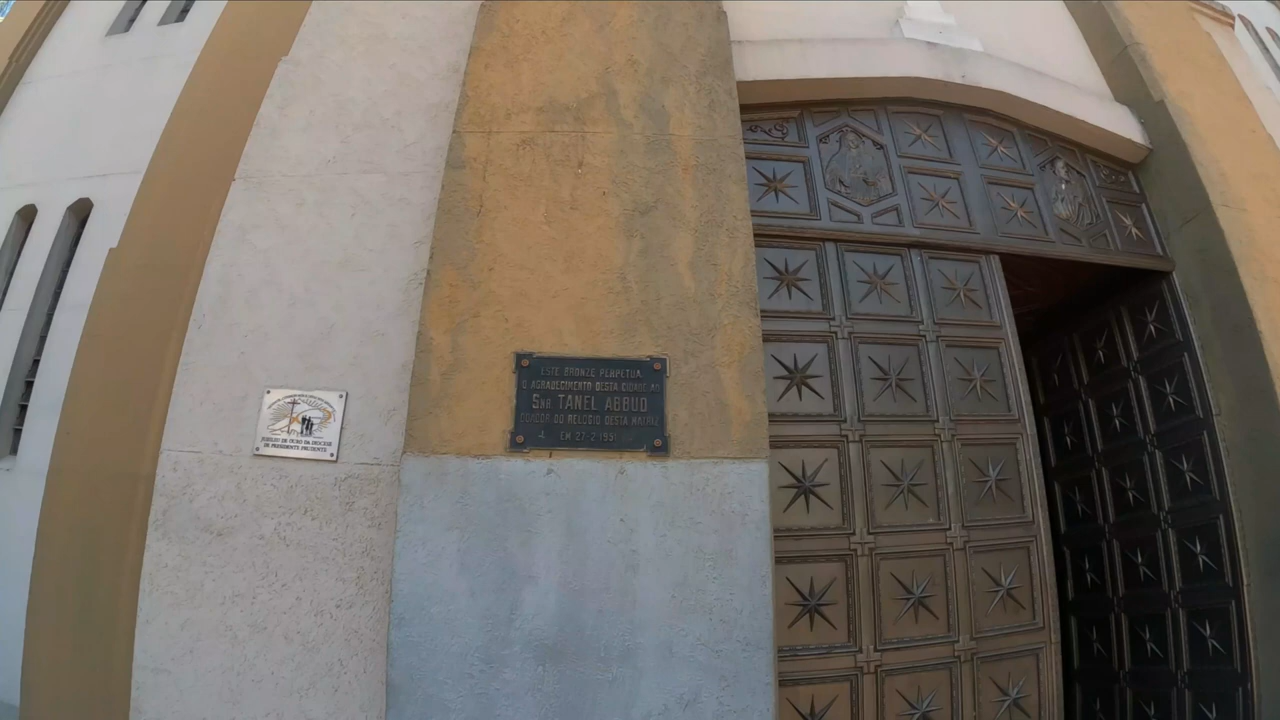 JUBILEU DE OURO DA DIOCESE
DE PRESIDENTE PRUDENTE
ESTE BRONZE PERPETUA
O AGRADECIMENTO DESTA CIDADE AO
SNR TANEL ABBUD
DOADOR DO RELOGIO DESTA MATRIZ
EM 27-2-1951